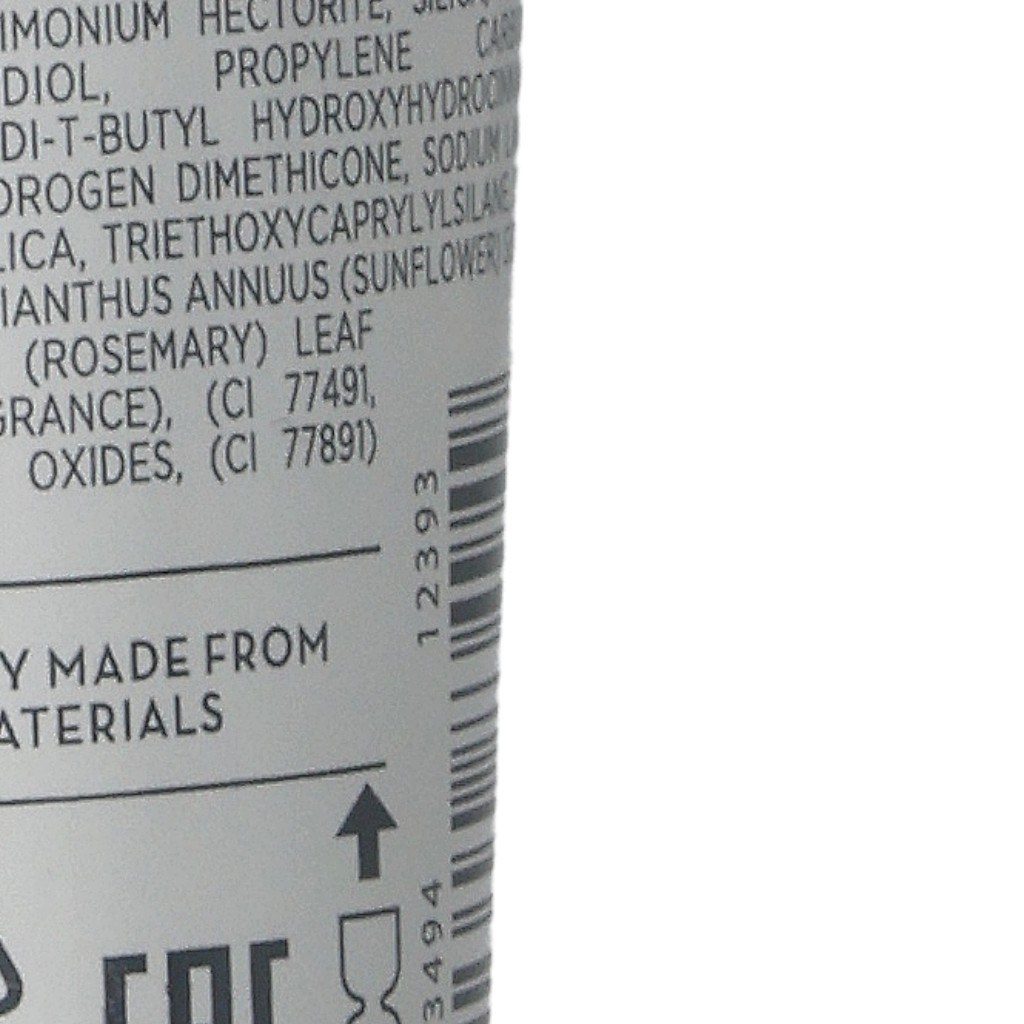 IMONIUM HECTORITE,
DIOL, PROPYLENE
DI-T-BUTYL
DROGEN DIMETHICONE, SODIUM
LICA, TRIETHOXYCAPRYLYLSILANE
IANTHUS ANNUUS (SUNFLOWER)
(ROSEMARY) LEAF
GRANCE), (CI 77491,
OXIDES, (CI 77891)
Y MADE FROM
ATERIALS
12393
3494